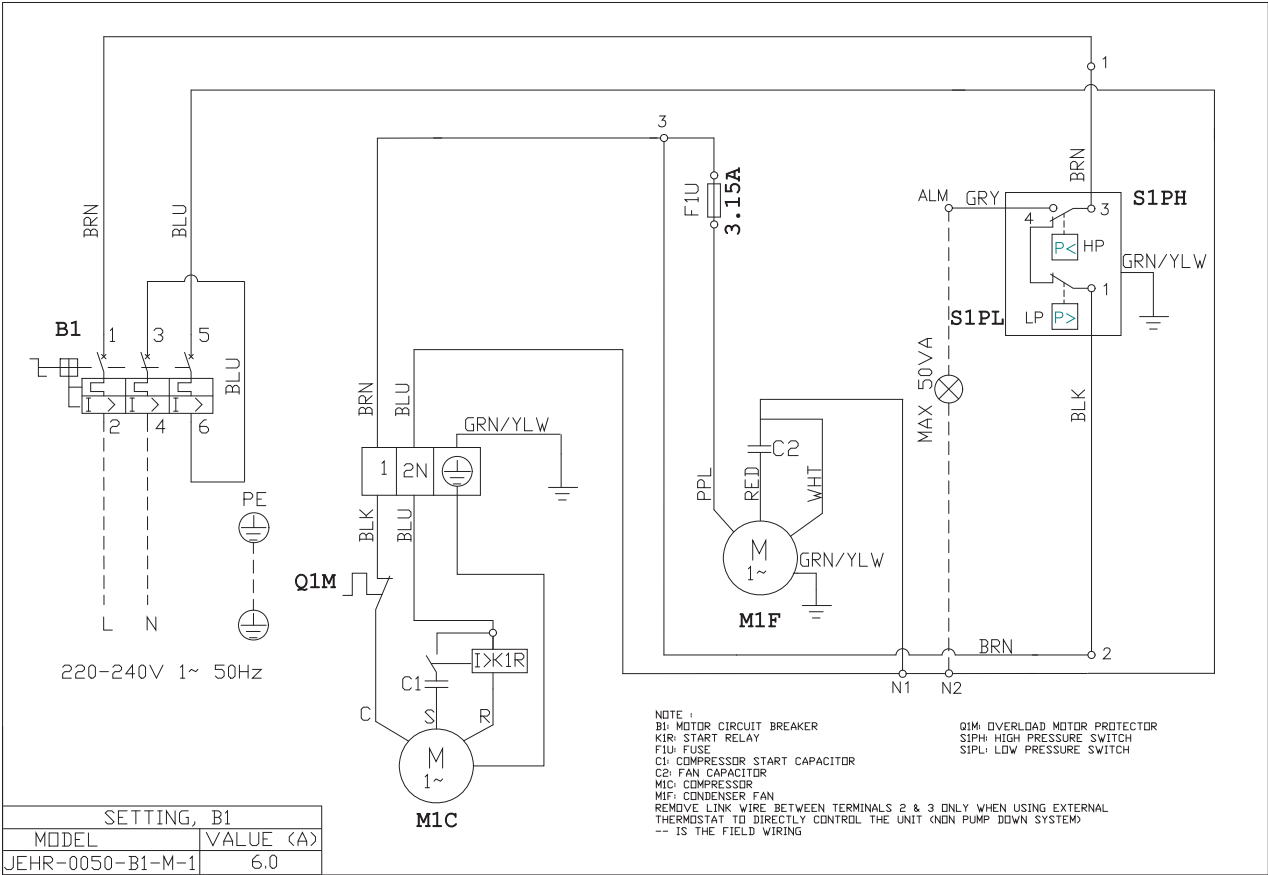 1
3
BRN
BLU
F1U
3.15A
BRN
ALM
GRY
4
3
S1PH
P<
HP
GRN/YLW
1
S1PL
LP
P>
B1
1
3
5
BLU
I >
I >
I >
2
4
6
MAX 50VA
BLK
BRN
BLU
GRN/YLW
1
2N
C2
PPL
RED
WHT
PE
BLK
BLU
M
1~
GRN/YLW
Q1M
M1F
L
N
220-240V 1~ 50Hz
BRN
2
I>K1R
C1
N1
N2
C
S
R
M
1~
M1C
NOTE :
B1: MOTOR CIRCUIT BREAKER
K1R: START RELAY
F1U: FUSE
C1: COMPRESSOR START CAPACITOR
C2: FAN CAPACITOR
M1C: COMPRESSOR
M1F: CONDENSER FAN
Q1M: OVERLOAD MOTOR PROTECTOR
S1PH: HIGH PRESSURE SWITCH
S1PL: LOW PRESSURE SWITCH
REMOVE LINK WIRE BETWEEN TERMINALS 2 & 3 ONLY WHEN USING EXTERNAL
THERMOSTAT TO DIRECTLY CONTROL THE UNIT (NON PUMP DOWN SYSTEM)
-- IS THE FIELD WIRING
SETTING, B1
MODEL VALUE (A)
JEHR-0050-B1-M-1 6.0